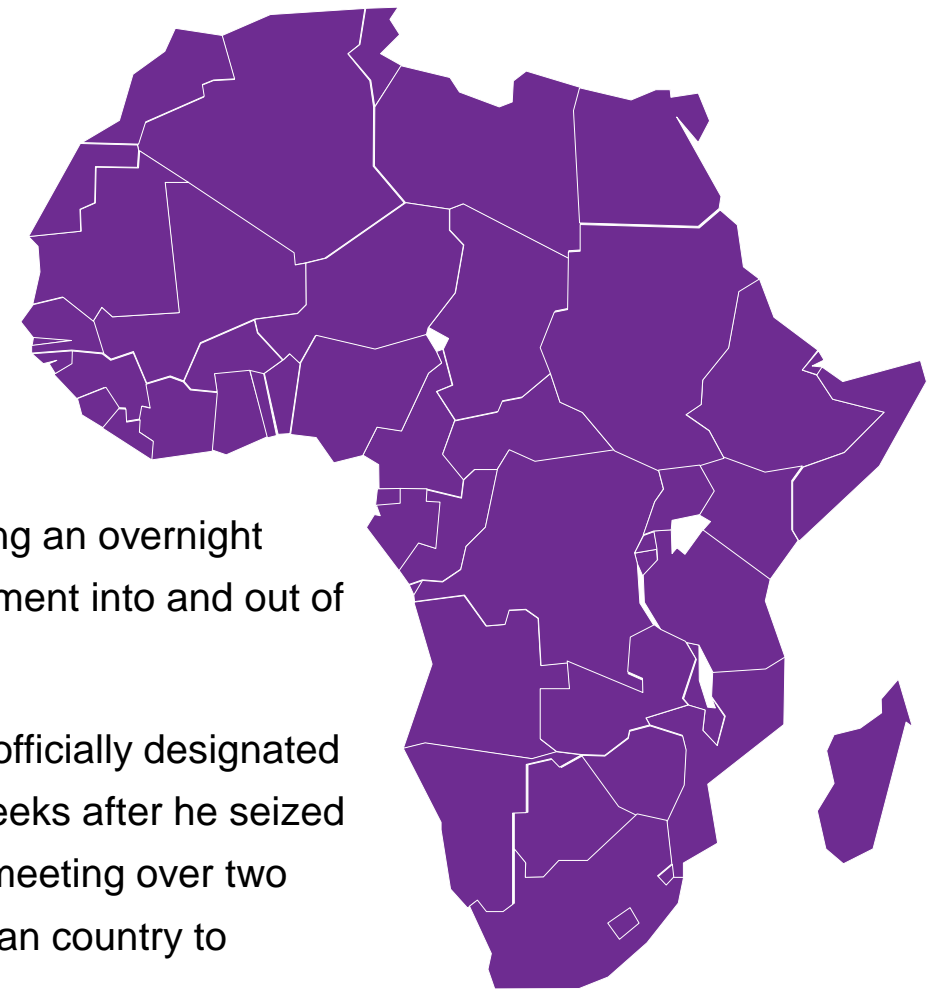 ng an overnight
ment into and out of
officially designated
eeks after he seized
meeting over two
an country to